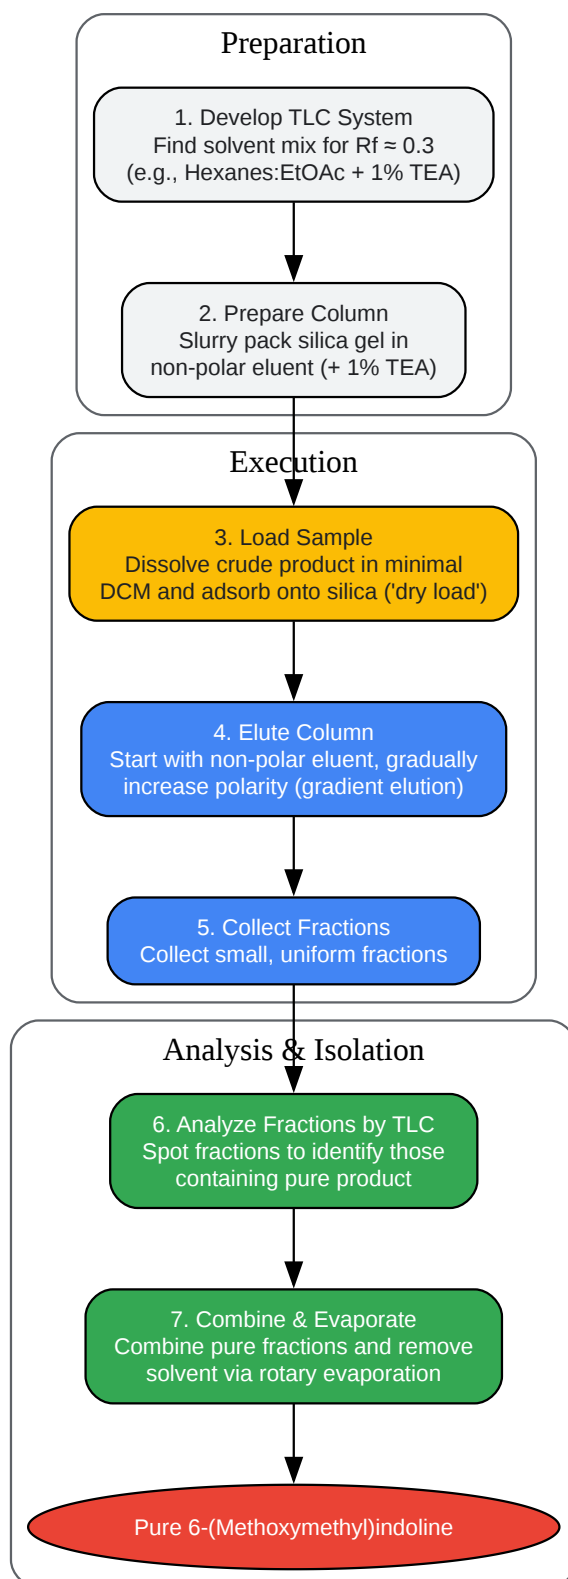 Preparation
1. Develop TLC System
Find solvent mix for Rf ≈ 0.3
(e.g., Hexanes:EtOAc + 1% TEA)
2. Prepare Column
Slurry pack silica gel in
non-polar eluent (+ 1% TEA)
Execution
3. Load Sample
Dissolve crude product in minimal
DCM and adsorb onto silica ('dry load')
4. Elute Column
Start with non-polar eluent, gradually
increase polarity (gradient elution)
5. Collect Fractions
Collect small, uniform fractions
Analysis & Isolation
6. Analyze Fractions by TLC
Spot fractions to identify those
containing pure product
7. Combine & Evaporate
Combine pure fractions and remove
solvent via rotary evaporation
Pure 6-(Methoxymethyl)indoline